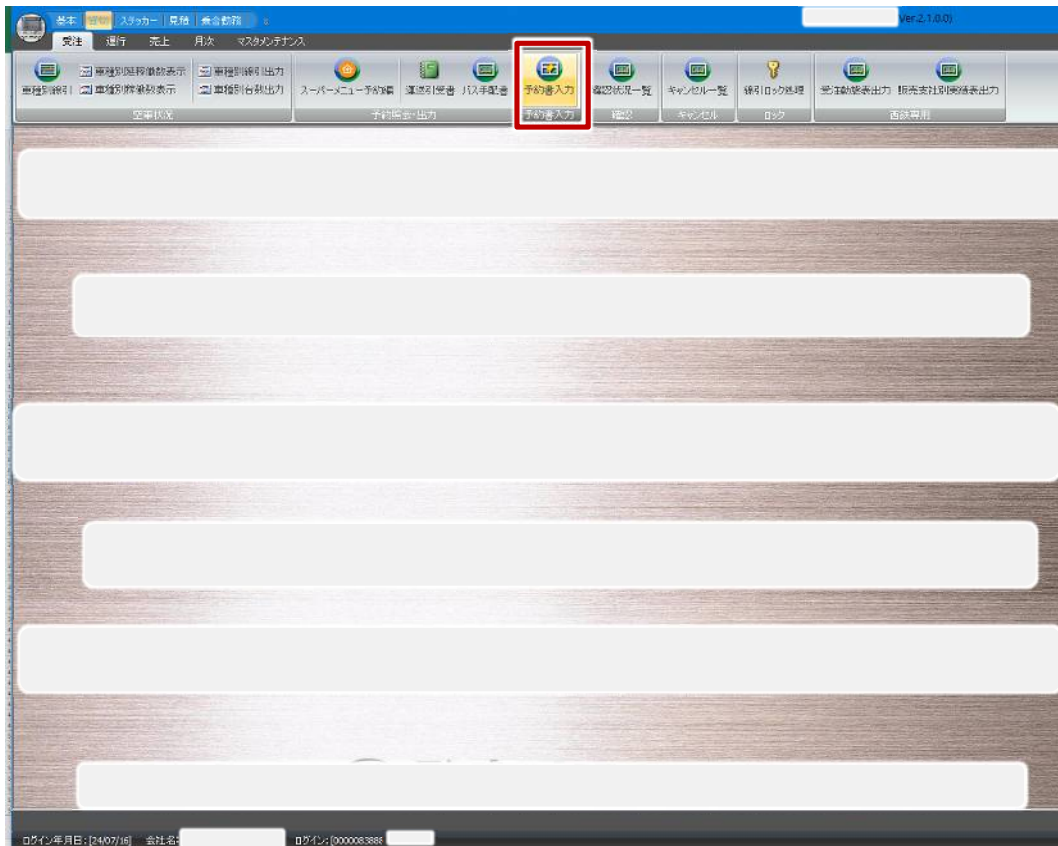 基本 ステッカー 見積 乗合勤務
Ver.2.1.0.0)
受注 運行 売上 月次 マスタメンテナンス
車種別延稼働数表示 車種別線引出力
車種別線引 車種別稼働数表示 車種別台数出力 スーパーメニュー予約 運送引受書 バス手配書 予約書入力 確認状況一覧 キャンセル一覧 線引ロック処理 受注動態表出力 販売支社別実績表出力
空車状況 予約照会・出力 予約書入力 確認 キャンセル ロック 西鉄専用
ログイン年月日:[24/07/16] 会社名: ログイン:[0000083888